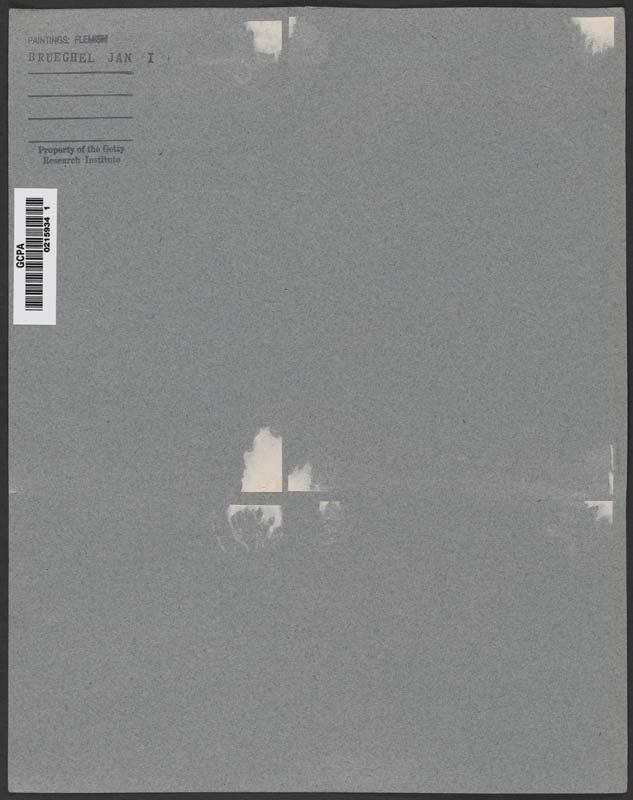 PAINTINGS: FLEMISH
BRUEGHEL JAN I
Property of the Getty
Research Institute
GCPA
0215934 1